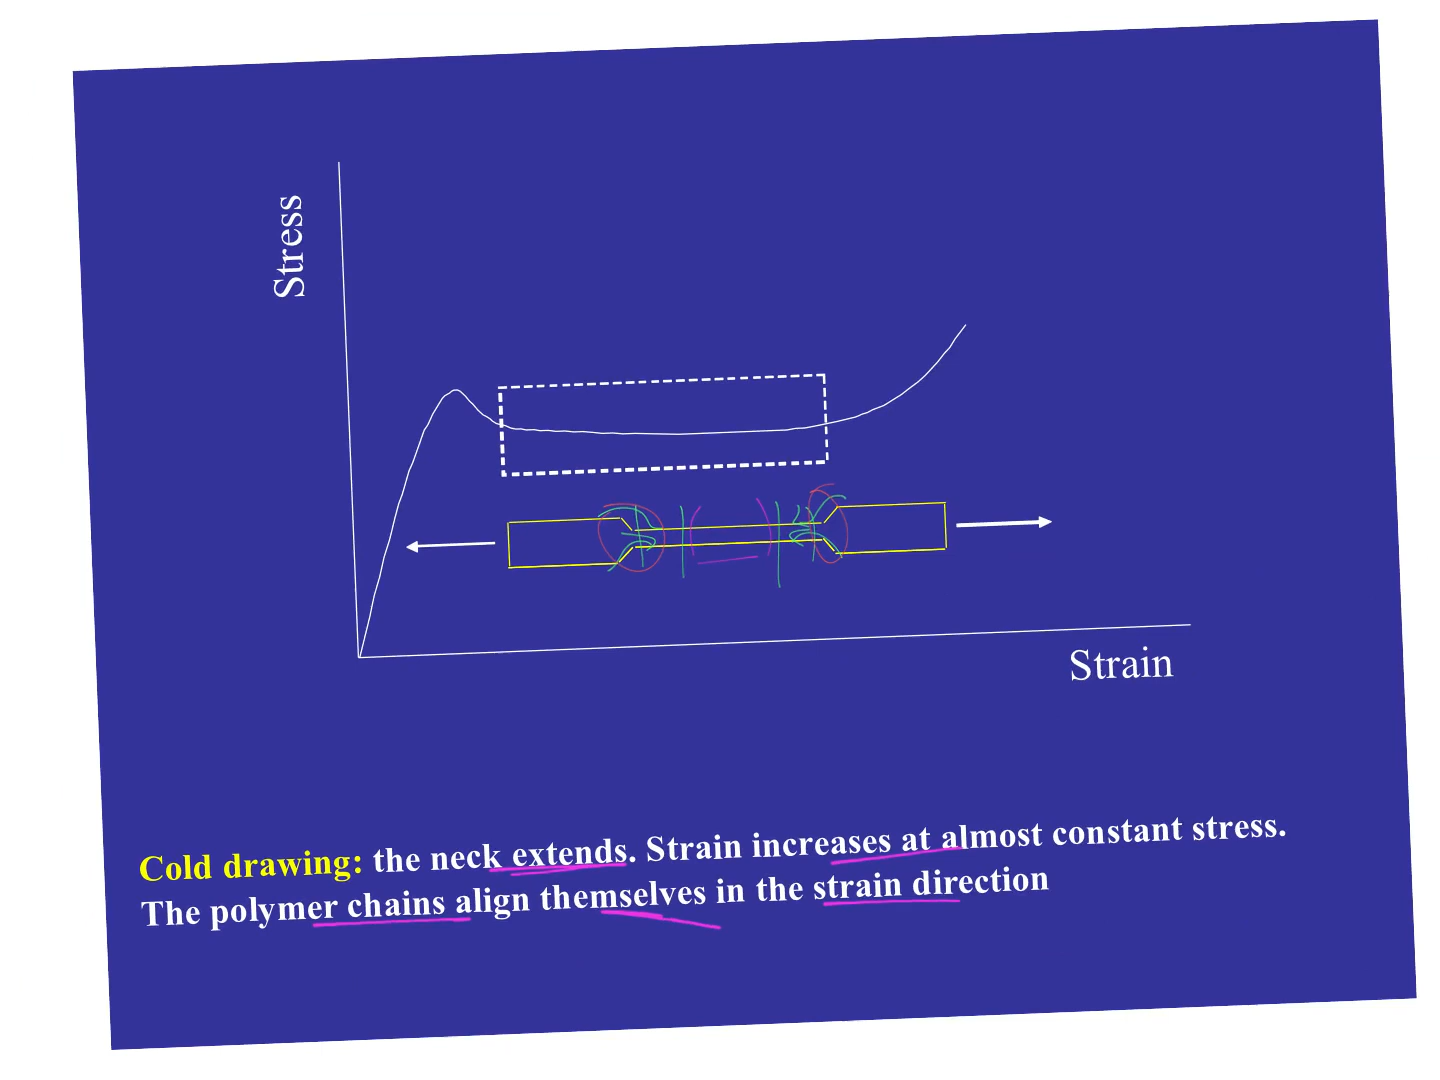 Stress
Strain
Cold drawing: the neck extends. Strain increases at almost constant stress.
The polymer chains align themselves in the strain direction